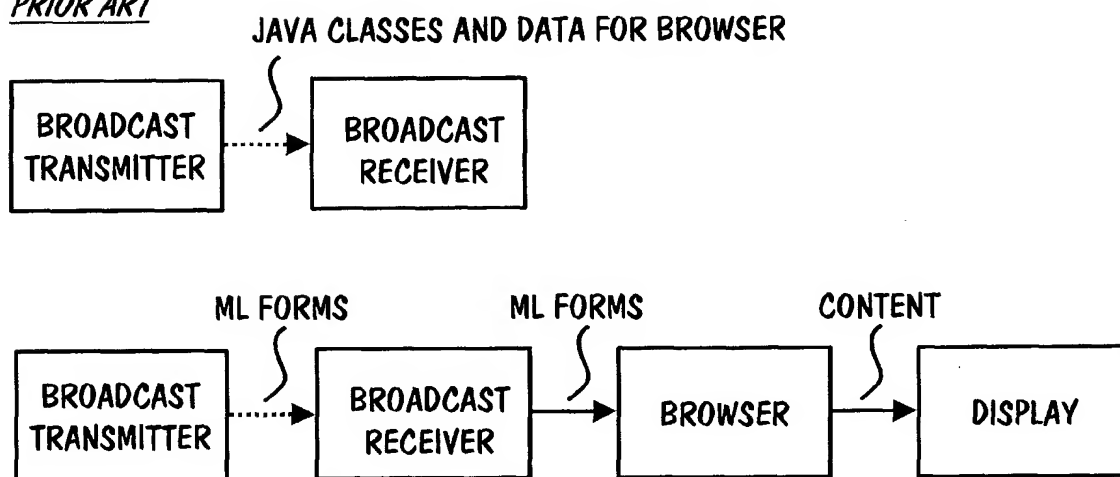 PRIOR ART
JAVA CLASSES AND DATA FOR BROWSER
BROADCAST
TRANSMITTER
BROADCAST
RECEIVER
ML FORMS
ML FORMS
CONTENT
BROADCAST
TRANSMITTER
BROADCAST
RECEIVER
BROWSER
DISPLAY